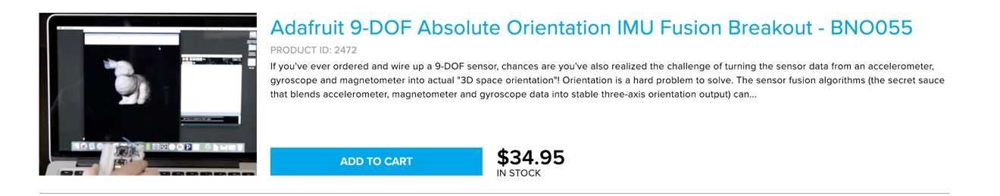 Adafruit 9-DOF Absolute Orientation IMU Fusion Breakout - BNO055
PRODUCT ID: 2472
If you've ever ordered and wire up a 9-DOF sensor, chances are you've also realized the challenge of turning the sensor data from an accelerometer,
gyroscope and magnetometer into actual "3D space orientation"! Orientation is a hard problem to solve. The sensor fusion algorithms (the secret sauce
that blends accelerometer, magnetometer and gyroscope data into stable three-axis orientation output) can...
ADD TO CART
$34.95
IN STOCK